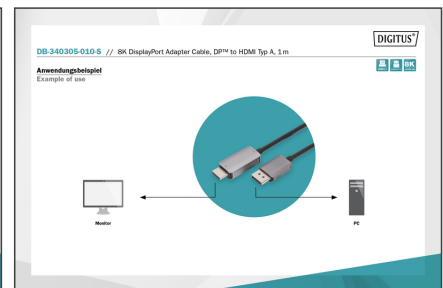 DIGITUS®
DB-340305-010-S // 8K DisplayPort Adapter Cable, DP™ to HDMI Typ A, 1 m
Anwendungsbeispiel
Example of use
8K
Monitor
PC